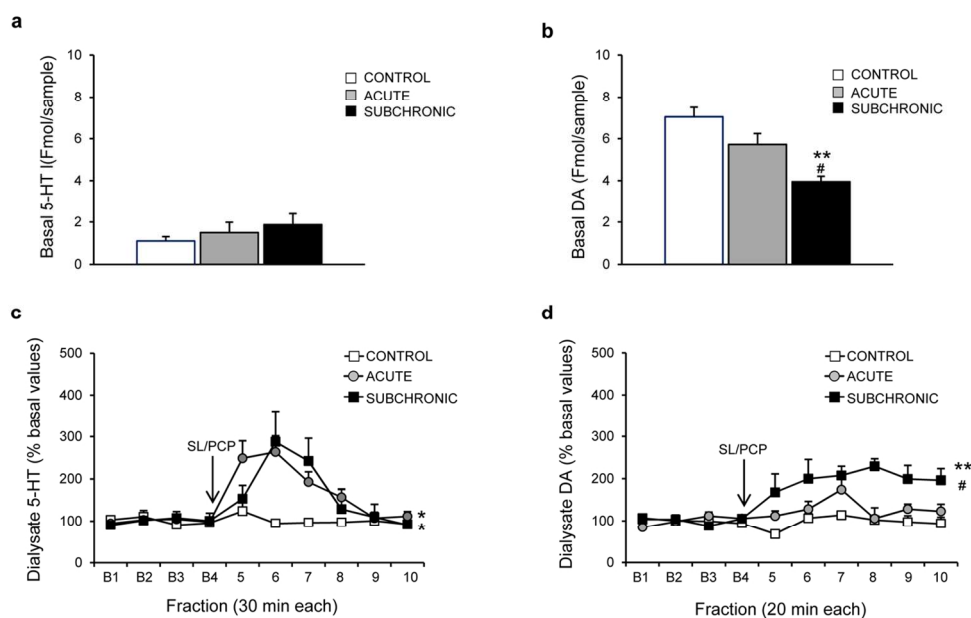 a
Basal 5-HT I(Fmol/sample)
10
8
6
4
2
0
CONTROL
ACUTE
SUBCHRONIC
b
Basal DA (Fmol/sample)
10
8
6
4
2
0
CONTROL
ACUTE
SUBCHRONIC
**
#
c
Dialysate 5-HT (% basal values)
500
400
300
200
100
0
CONTROL
ACUTE
SUBCHRONIC
SL/PCP
*
*
B1 B2 B3 B4 5 6 7 8 9 10
Fraction (30 min each)
d
Dialysate DA (% basal values)
500
400
300
200
100
0
CONTROL
ACUTE
SUBCHRONIC
SL/PCP
**
#
B1 B2 B3 B4 5 6 7 8 9 10
Fraction (20 min each)